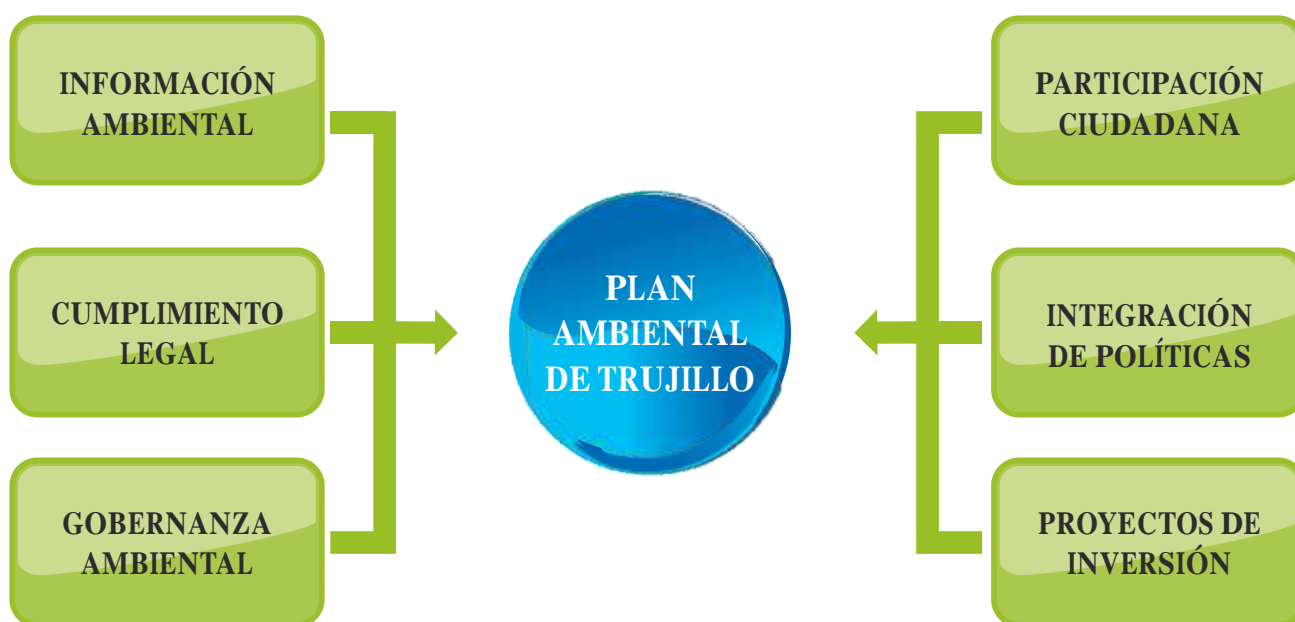 INFORMACIÓN
AMBIENTAL
CUMPLIMIENTO
LEGAL
GOBERNANZA
AMBIENTAL
PLAN
AMBIENTAL
DE TRUJILLO
PARTICIPACIÓN
CIUDADANA
INTEGRACIÓN
DE POLÍTICAS
PROYECTOS DE
INVERSIÓN